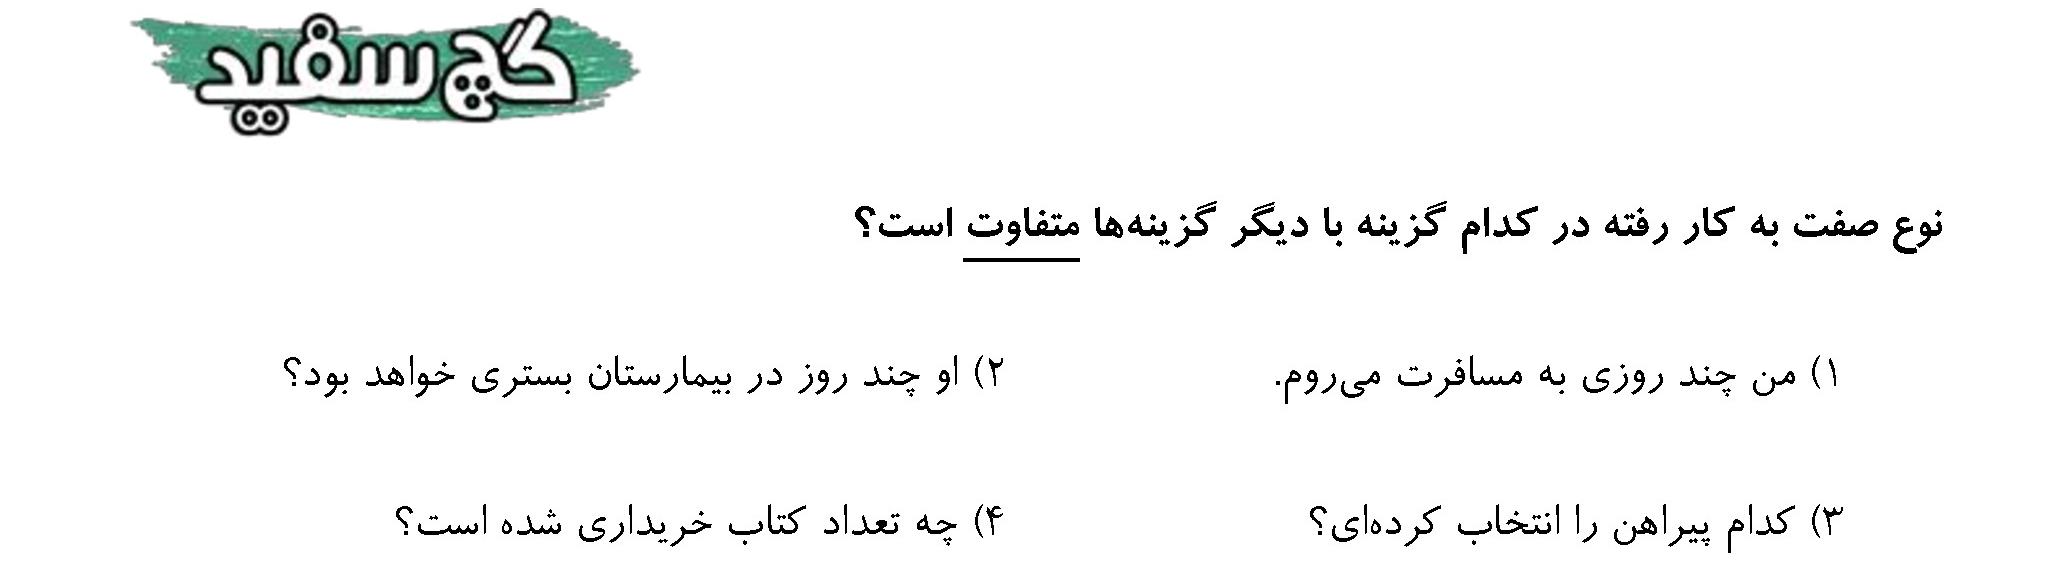 گچ سفید
نوع صفت به کار رفته در کدام گزینه با دیگر گزینه‌ها متفاوت است؟
۱) من چند روزی به مسافرت می‌روم.
۲) او چند روز در بیمارستان بستری خواهد بود؟
۳) کدام پیراهن را انتخاب کرده‌ای؟
۴) چه تعداد کتاب خریداری شده است؟